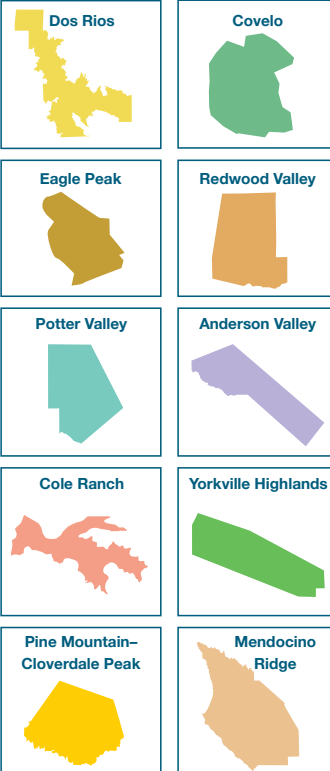 Dos Rios
Covelo
Eagle Peak
Redwood Valley
Potter Valley
Anderson Valley
Cole Ranch
Yorkville Highlands
Pine Mountain–
Cloverdale Peak
Mendocino
Ridge